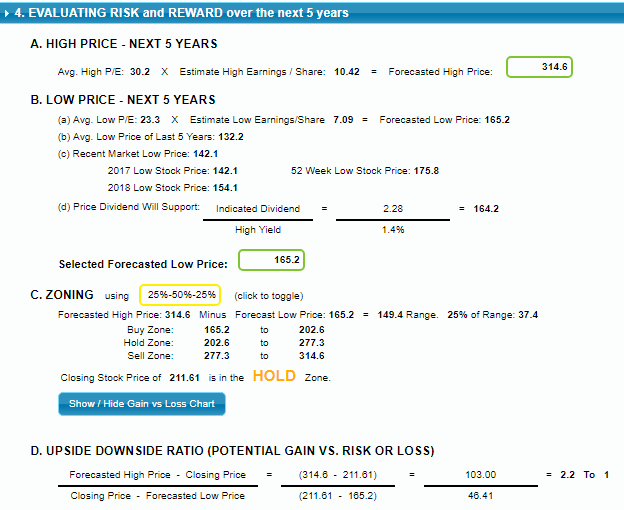 4. EVALUATING RISK and REWARD over the next 5 years
A. HIGH PRICE - NEXT 5 YEARS
Avg. High P/E: 30.2 X Estimate High Earnings / Share: 10.42 = Forecasted High Price: 314.6
B. LOW PRICE - NEXT 5 YEARS
(a) Avg. Low P/E: 23.3 X Estimate Low Earnings/Share 7.09 = Forecasted Low Price: 165.2
(b) Avg. Low Price of Last 5 Years: 132.2
(c) Recent Market Low Price: 142.1
2017 Low Stock Price: 142.1 52 Week Low Stock Price: 175.8
2018 Low Stock Price: 154.1
(d) Price Dividend Will Support: Indicated Dividend = 2.28 = 164.2
High Yield 1.4%
Selected Forecasted Low Price: 165.2
C. ZONING using 25%-50%-25% (click to toggle)
Forecasted High Price: 314.6 Minus Forecast Low Price: 165.2 = 149.4 Range. 25% of Range: 37.4
Buy Zone: 165.2 to 202.6
Hold Zone: 202.6 to 277.3
Sell Zone: 277.3 to 314.6
Closing Stock Price of 211.61 is in the HOLD Zone.
Show / Hide Gain vs Loss Chart
D. UPSIDE DOWNSIDE RATIO (POTENTIAL GAIN VS. RISK OR LOSS)
Forecasted High Price - Closing Price = (314.6 - 211.61) = 103.00 = 2.2 To 1
Closing Price - Forecasted Low Price (211.61 - 165.2) 46.41